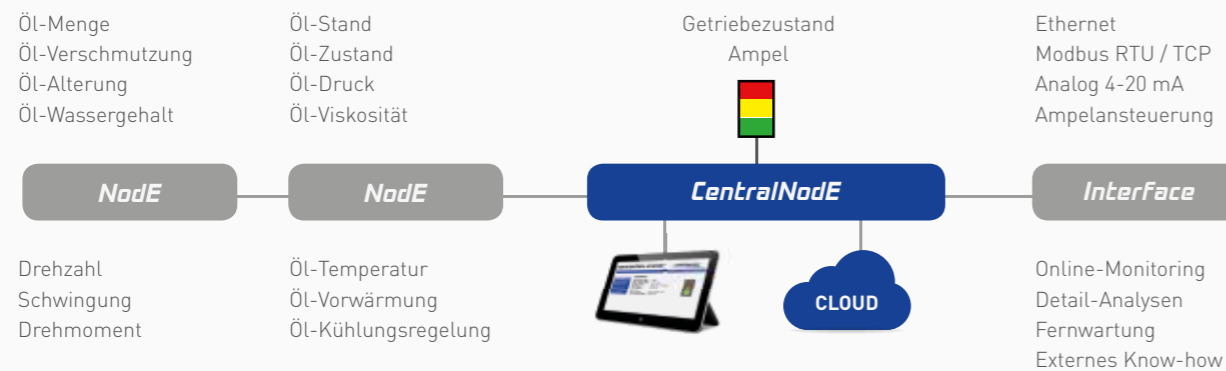 Öl-Menge
Öl-Verschmutzung
Öl-Alterung
Öl-Wassergehalt
Öl-Stand
Öl-Zustand
Öl-Druck
Öl-Viskosität
Getriebezustand
Ampel
Ethernet
Modbus RTU / TCP
Analog 4-20 mA
Ampelansteuerung
NodE
NodE
CentralNodE
Interface
Drehzahl
Schwingung
Drehmoment
Öl-Temperatur
Öl-Vorwärmung
Öl-Kühlungsregelung
CLOUD
Online-Monitoring
Detail-Analysen
Fernwartung
Externes Know-how